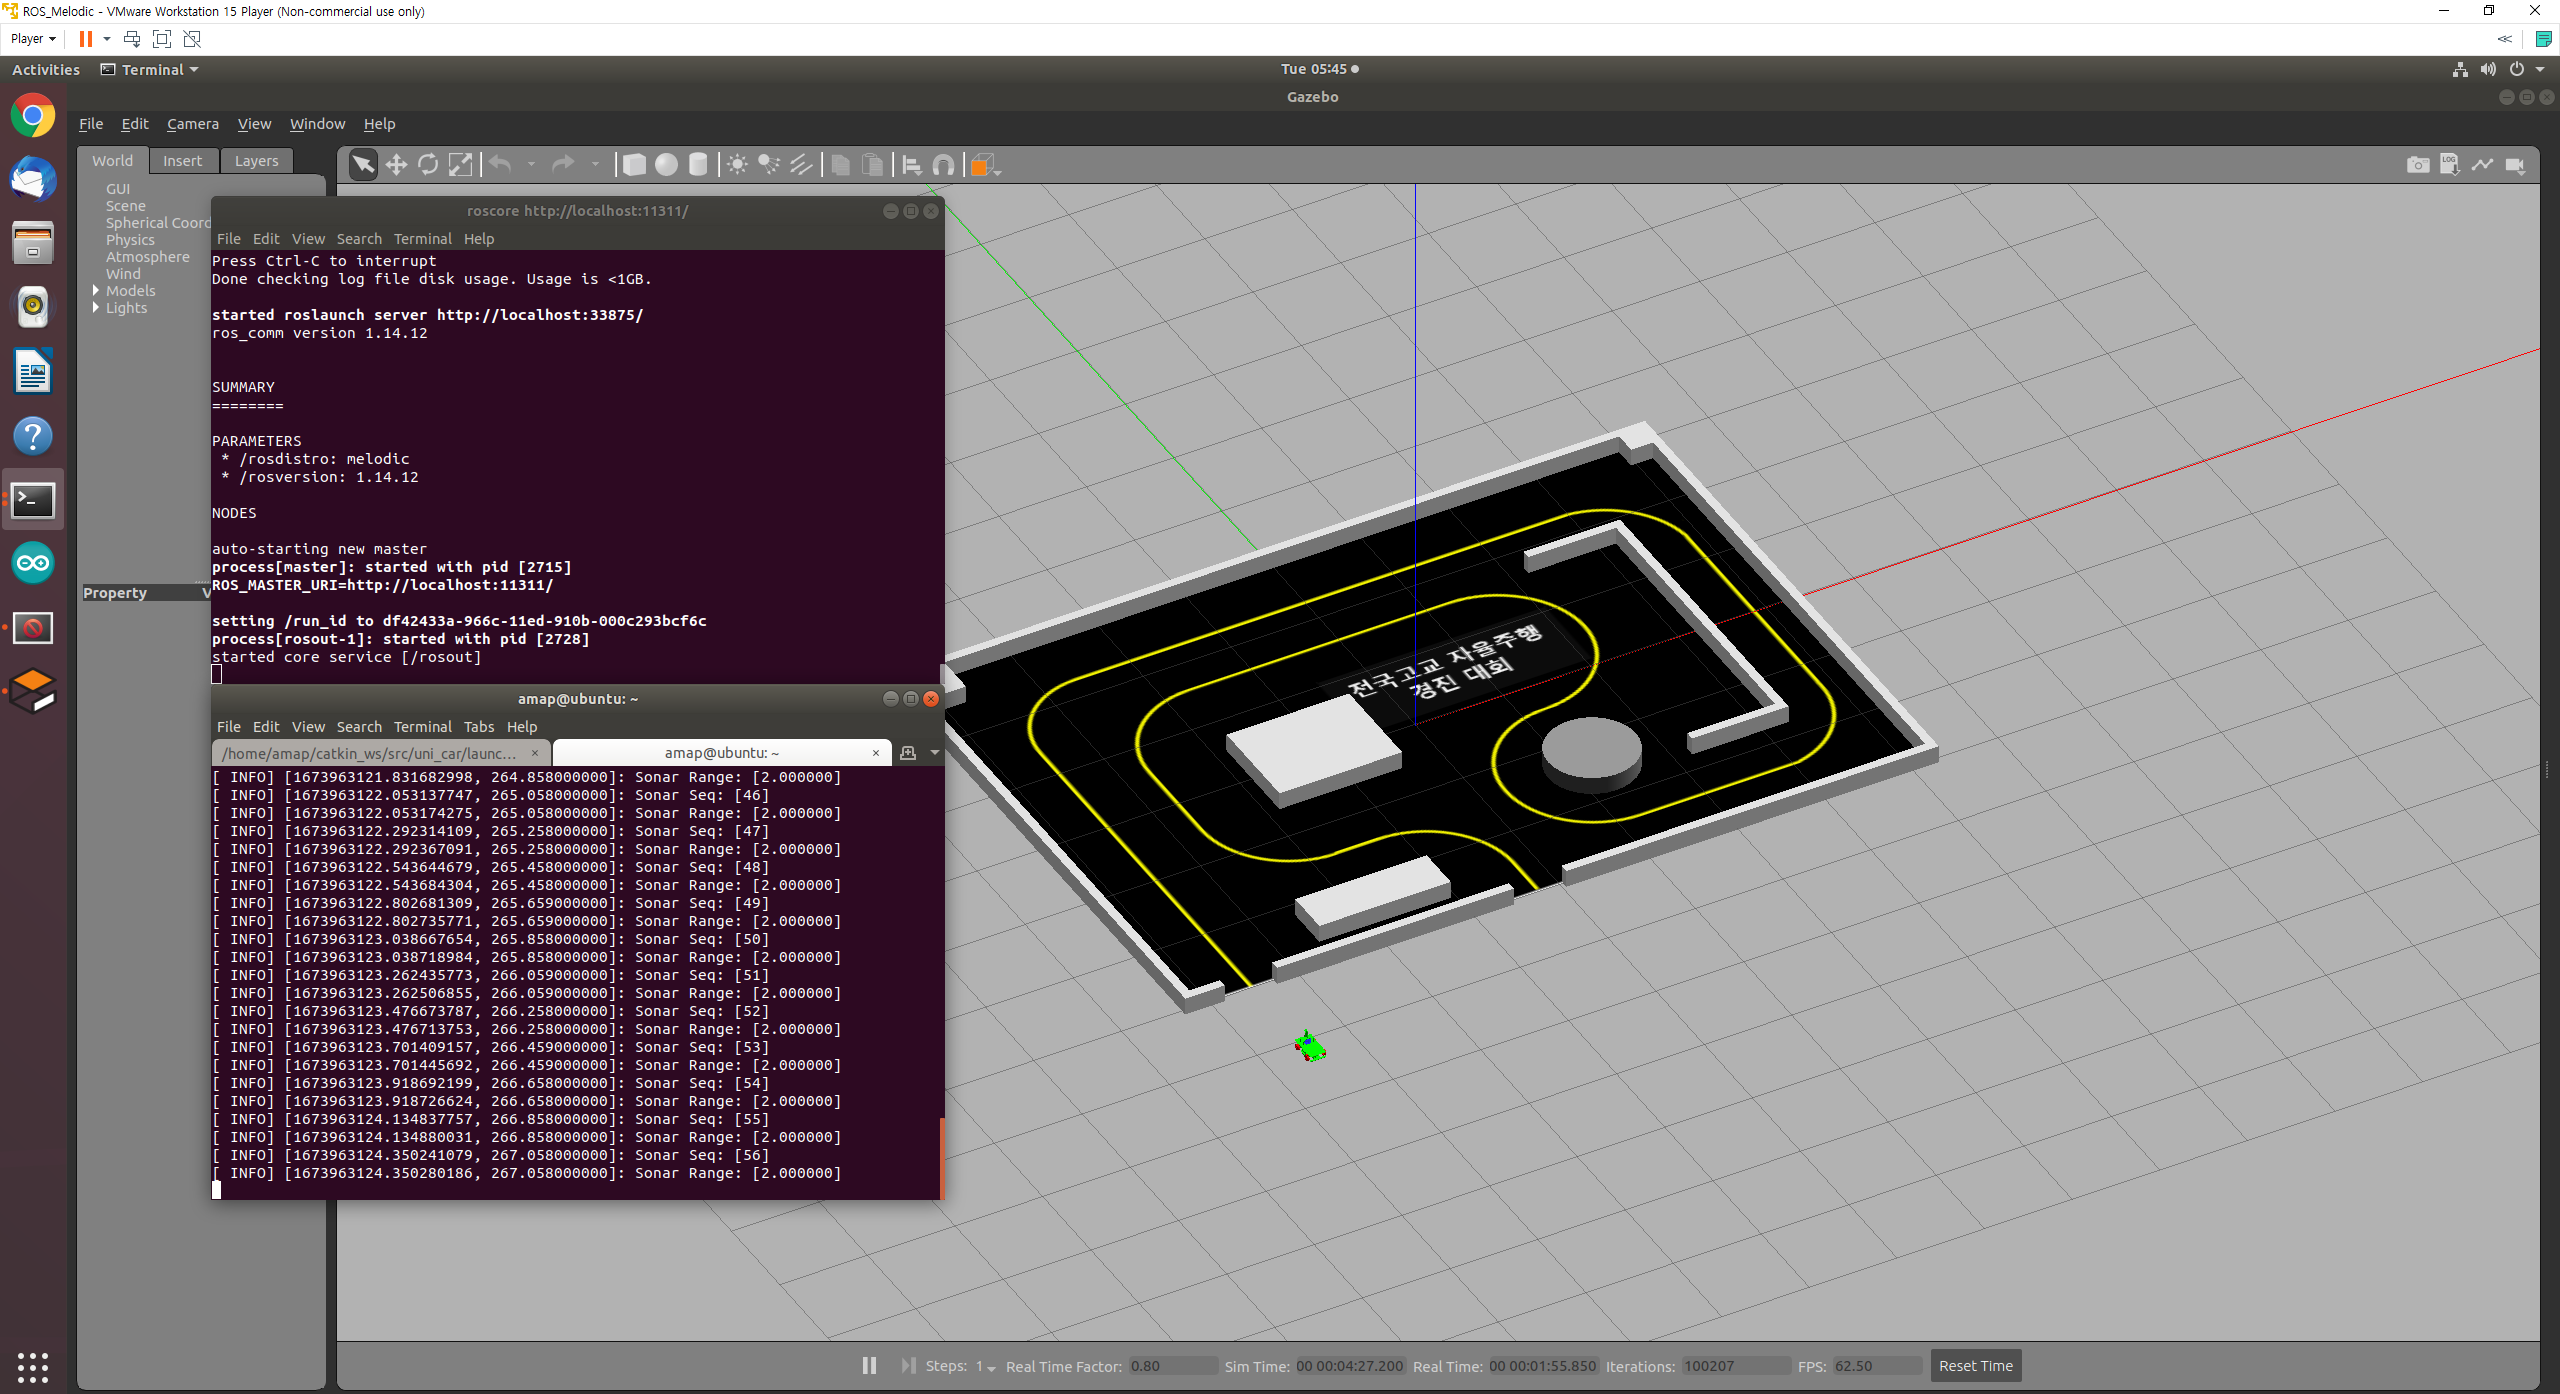 ROS_Melodic - VMware Workstation 15 Player (Non-commercial use only)
Player
Activities
Terminal
Tue 05:45
Gazebo
File Edit Camera View Window Help
World Insert Layers
GUI
Scene
Spherical Coord
Physics
Atmosphere
Wind
Models
Lights
Property V
LOG
roscore http://localhost:11311/
File Edit View Search Terminal Help
Press Ctrl-C to interrupt
Done checking log file disk usage. Usage is <1GB.
started roslaunch server http://localhost:33875/
ros_comm version 1.14.12
SUMMARY
========
PARAMETERS
* /rosdistro: melodic
* /rosversion: 1.14.12
NODES
auto-starting new master
process[master]: started with pid [2715]
ROS_MASTER_URI=http://localhost:11311/
setting /run_id to df42433a-966c-11ed-910b-000c293bcf6c
process[rosout-1]: started with pid [2728]
started core service [/rosout]
amap@ubuntu: ~
File Edit View Search Terminal Tabs Help
/home/amap/catkin_ws/src/uni_car/launc...
amap@ubuntu: ~
[ INFO] [1673963121.831682998, 264.858000000]: Sonar Range: [2.000000]
[ INFO] [1673963122.053137747, 265.058000000]: Sonar Seq: [46]
[ INFO] [1673963122.053174275, 265.058000000]: Sonar Range: [2.000000]
[ INFO] [1673963122.292314109, 265.258000000]: Sonar Seq: [47]
[ INFO] [1673963122.292367091, 265.258000000]: Sonar Range: [2.000000]
[ INFO] [1673963122.543644679, 265.458000000]: Sonar Seq: [48]
[ INFO] [1673963122.543684304, 265.458000000]: Sonar Range: [2.000000]
[ INFO] [1673963122.802681309, 265.659000000]: Sonar Seq: [49]
[ INFO] [1673963122.802735771, 265.659000000]: Sonar Range: [2.000000]
[ INFO] [1673963123.038667654, 265.858000000]: Sonar Seq: [50]
[ INFO] [1673963123.038718984, 265.858000000]: Sonar Range: [2.000000]
[ INFO] [1673963123.262435773, 266.059000000]: Sonar Seq: [51]
[ INFO] [1673963123.262506855, 266.059000000]: Sonar Range: [2.000000]
[ INFO] [1673963123.476673787, 266.258000000]: Sonar Seq: [52]
[ INFO] [1673963123.476713753, 266.258000000]: Sonar Range: [2.000000]
[ INFO] [1673963123.701409157, 266.459000000]: Sonar Seq: [53]
[ INFO] [1673963123.701445692, 266.459000000]: Sonar Range: [2.000000]
[ INFO] [1673963123.918692199, 266.658000000]: Sonar Seq: [54]
[ INFO] [1673963123.918726624, 266.658000000]: Sonar Range: [2.000000]
[ INFO] [1673963124.134837757, 266.858000000]: Sonar Seq: [55]
[ INFO] [1673963124.134880031, 266.858000000]: Sonar Range: [2.000000]
[ INFO] [1673963124.350241079, 267.058000000]: Sonar Seq: [56]
[ INFO] [1673963124.350280186, 267.058000000]: Sonar Range: [2.000000]
전국고교 자율주행
경진 대회
Steps: 1 Real Time Factor: 0.80 Sim Time: 00 00:04:27.200 Real Time: 00 00:01:55.850 Iterations: 100207 FPS: 62.50 Reset Time